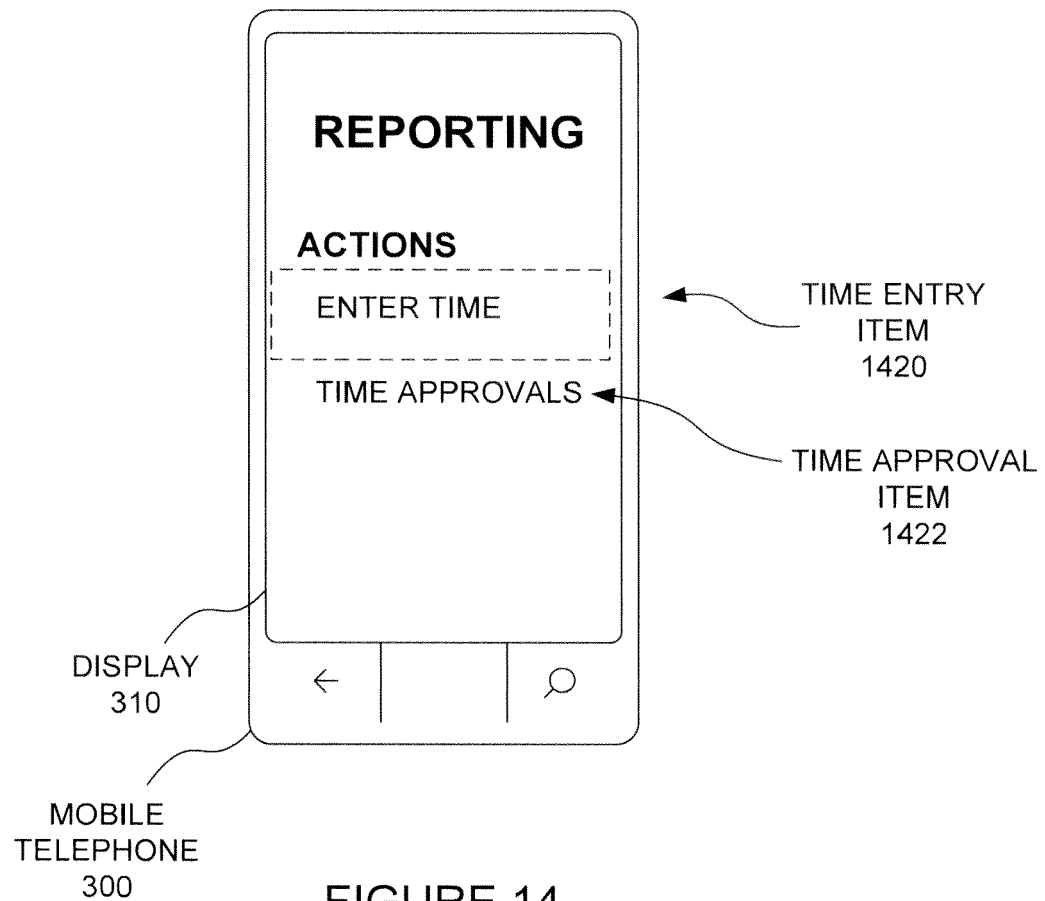 REPORTING
ACTIONS
ENTER TIME
TIME ENTRY
ITEM
1420
TIME APPROVALS
TIME APPROVAL
ITEM
1422
DISPLAY
310
MOBILE
TELEPHONE
300
FIGURE 14